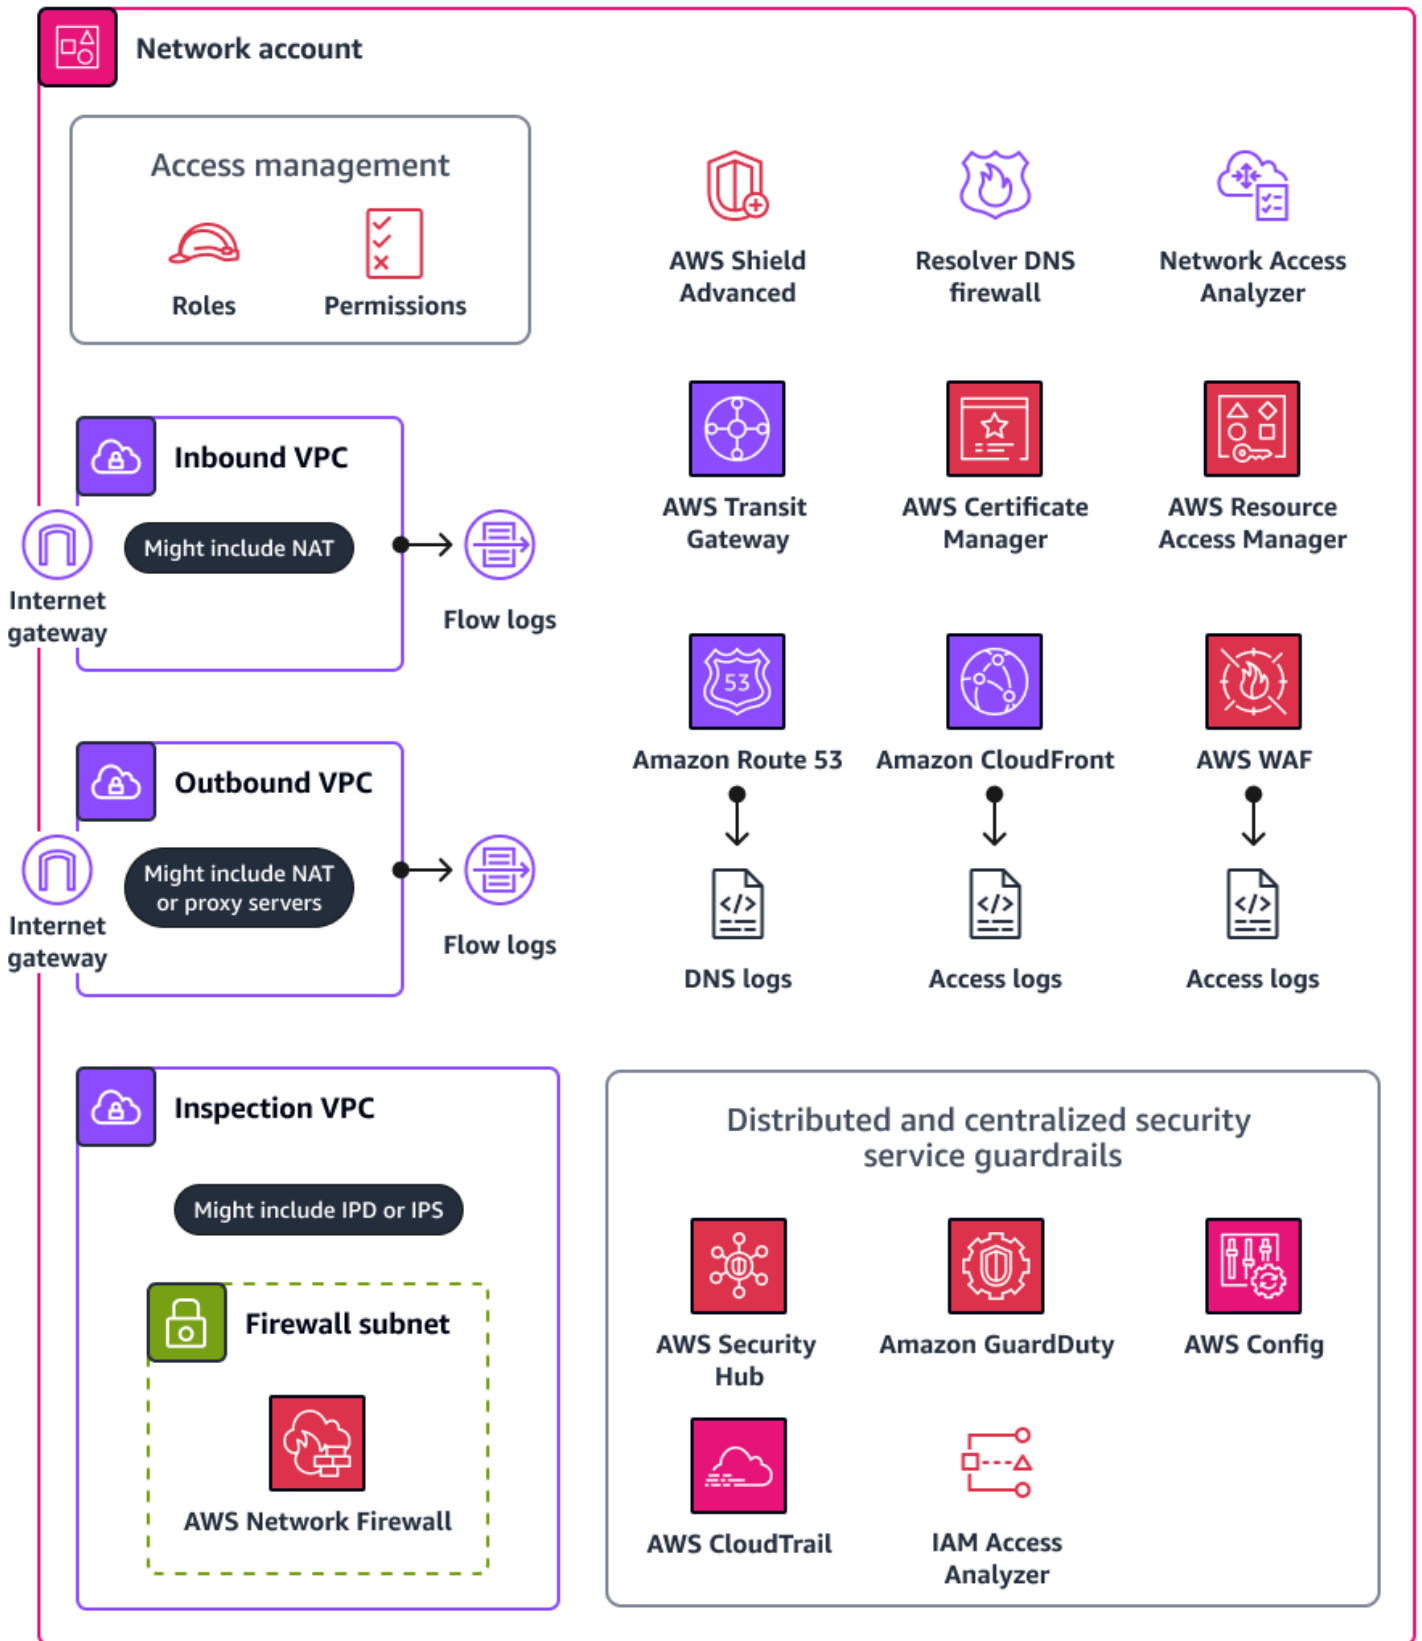 Network account
Access management
Roles
Permissions
AWS Shield
Advanced
Resolver DNS
firewall
Network Access
Analyzer
Inbound VPC
Might include NAT
Internet
gateway
Flow logs
AWS Transit
Gateway
AWS Certificate
Manager
AWS Resource
Access Manager
Outbound VPC
Might include NAT
or proxy servers
Internet
gateway
Flow logs
53
Amazon Route 53
Amazon CloudFront
AWS WAF
</>
DNS logs
</>
Access logs
</>
Access logs
Inspection VPC
Might include IPD or IPS
Firewall subnet
AWS Network Firewall
Distributed and centralized security
service guardrails
AWS Security
Hub
Amazon GuardDuty
AWS Config
AWS CloudTrail
IAM Access
Analyzer